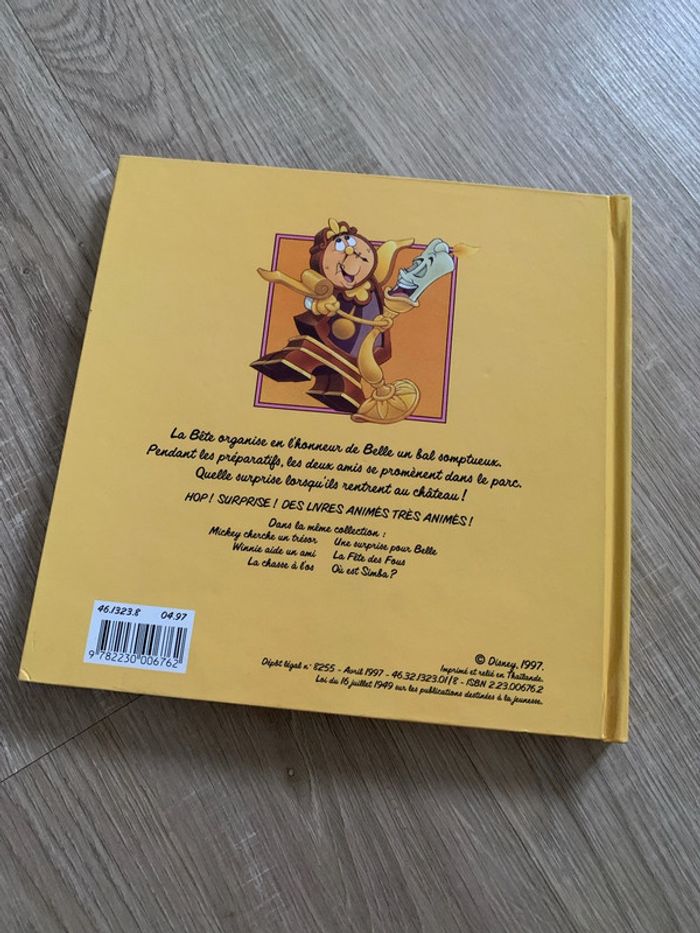 La Bête organise en l'honneur de Belle un bal somptueux.
Pendant les préparatifs, les deux amis se promènent dans le parc.
Quelle surprise lorsqu'ils rentrent au château !
HOP ! SURPRISE ! DES LIVRES ANIMÉS TRÈS ANIMÉS !
Dans la même collection :
Mickey cherche un trésor Une surprise pour Belle
Winnie aide un ami La Fête des Fous
La chasse à l'os Où est Simba ?
46.1323.8 04.97
9 782230 006762
© Disney, 1997.
Imprimé et relié en Thaïlande.
Dépôt légal n° 8255 - Avril 1997 - 46.32.1323.01/8 - ISBN 2.23.00676.2
Loi du 16 juillet 1949 sur les publications destinées à la jeunesse.